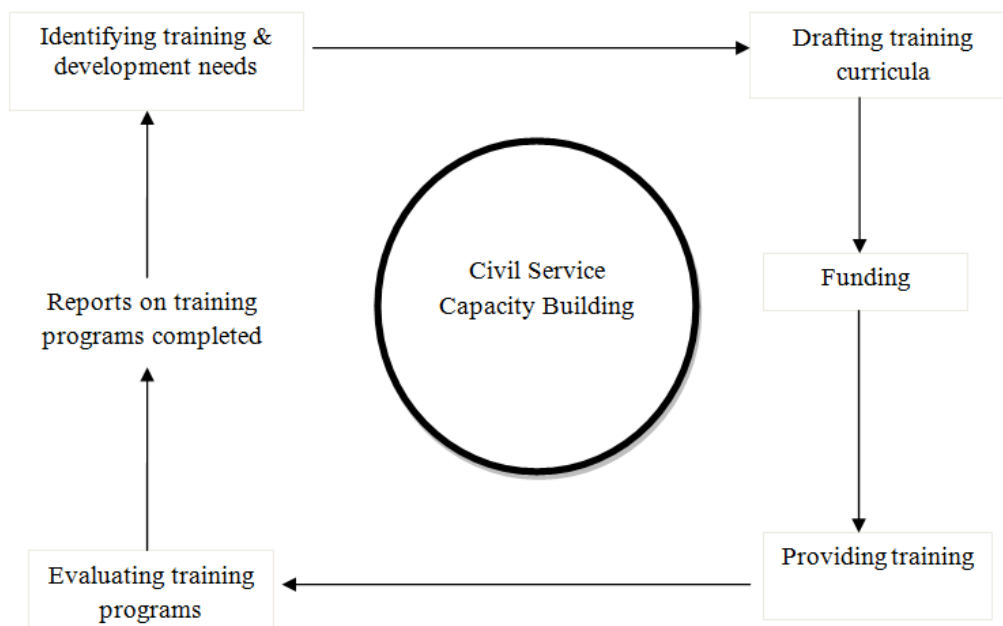 Identifying training &
development needs
Drafting training
curricula
Civil Service
Capacity Building
Funding
Reports on training
programs completed
Providing training
Evaluating training
programs